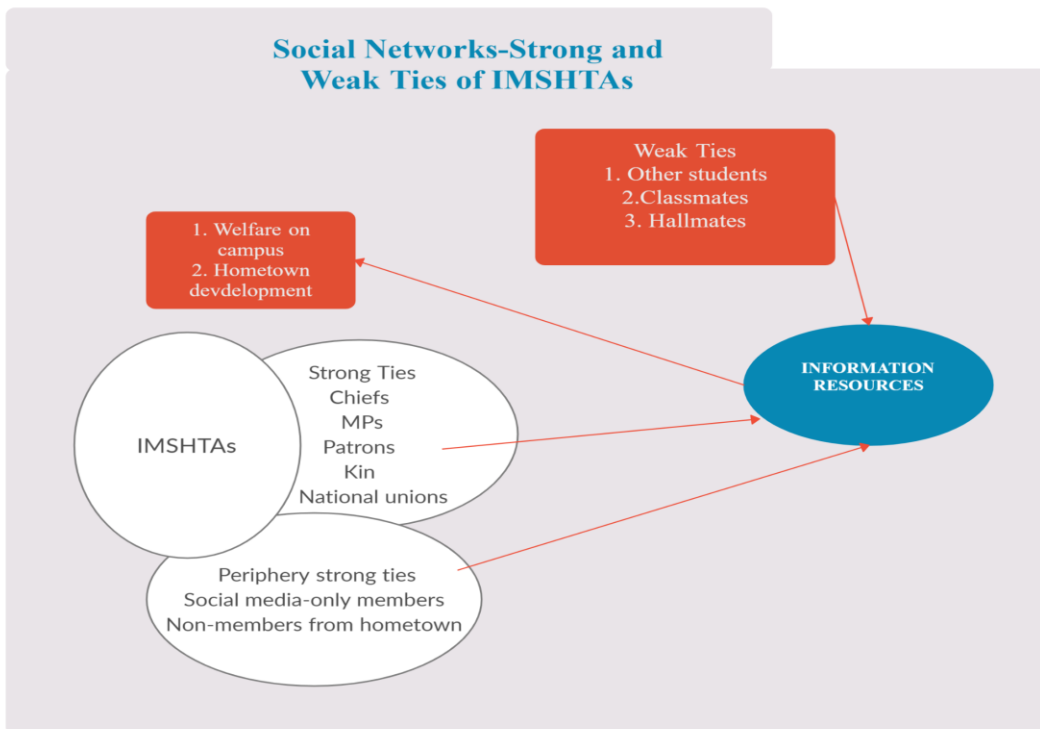 Social Networks-Strong and
Weak Ties of IMSHTAs
Weak Ties
1. Other students
2.Classmates
3. Hallmates
1. Welfare on
campus
2. Hometown
devdelopment
INFORMATION
RESOURCES
IMSHTAs
Strong Ties
Chiefs
MPs
Patrons
Kin
National unions
Periphery strong ties
Social media-only members
Non-members from hometown